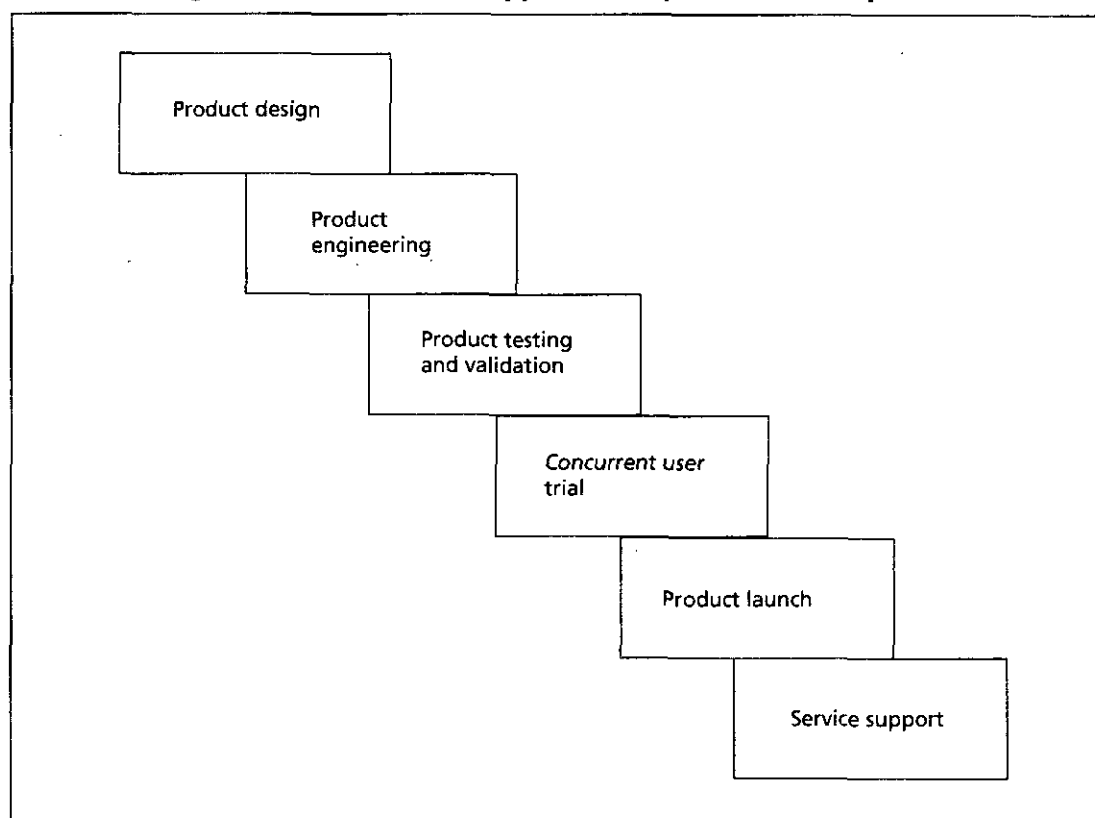 Product design
Product
engineering
Product testing
and validation
Concurrent user
trial
Product launch
Service support